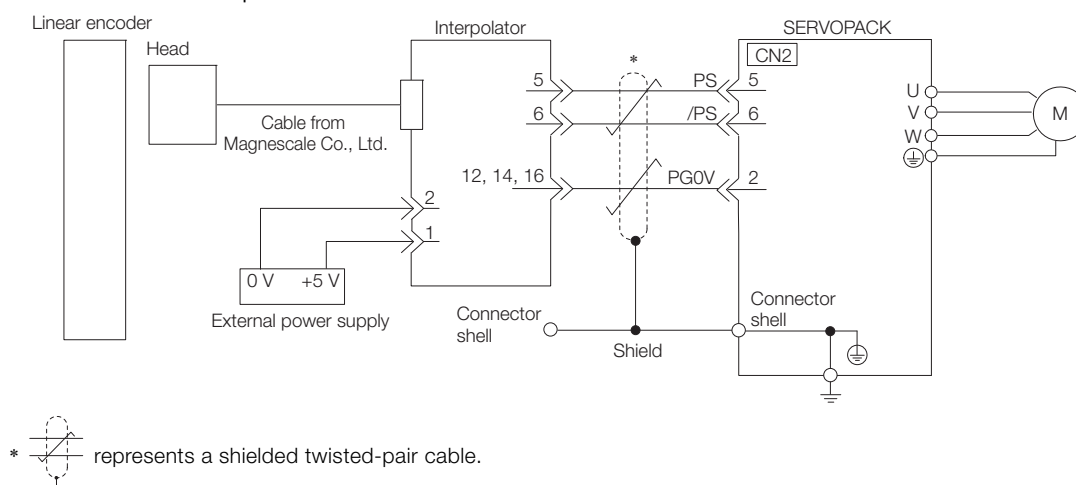 Linear encoder
Head
Interpolator
SERVOPACK
CN2
*
5
PS
5
6
/PS
6
Cable from
Magnescale Co., Ltd.
12, 14, 16
PG0V
2
2
1
0 V
+5 V
External power supply
Connector
shell
Shield
Connector
shell
U
V
W
M
* represents a shielded twisted-pair cable.